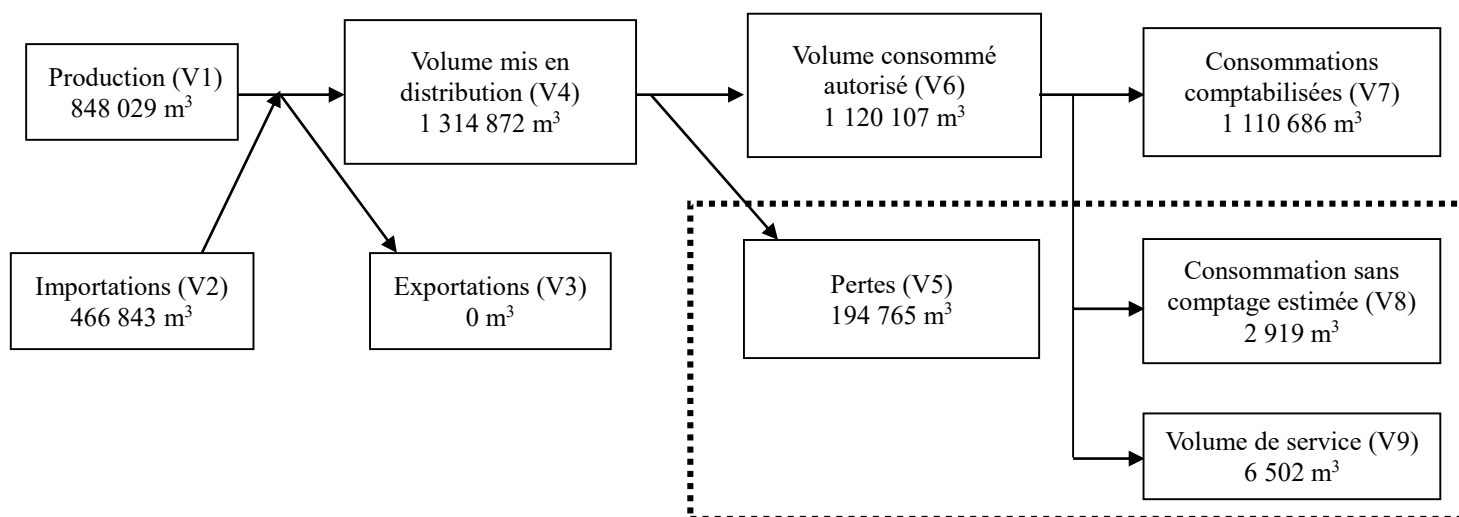 Production (V1)
848 029 m³
Volume mis en
distribution (V4)
1 314 872 m³
Volume consommé
autorisé (V6)
1 120 107 m³
Consommations
comptabilisées (V7)
1 110 686 m³
Importations (V2)
466 843 m³
Exportations (V3)
0 m³
Pertes (V5)
194 765 m³
Consommation sans
comptage estimée (V8)
2 919 m³
Volume de service (V9)
6 502 m³